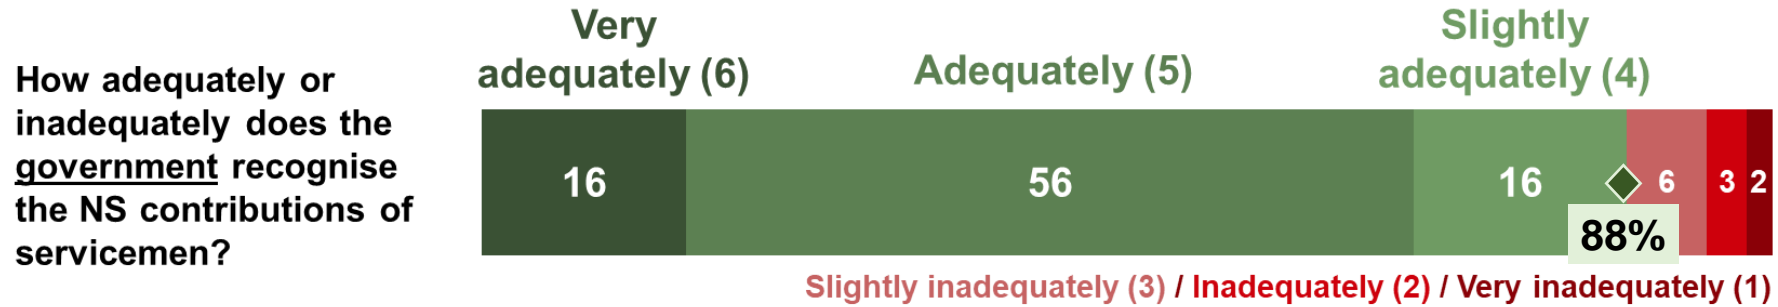 How adequately or
inadequately does the
government recognise
the NS contributions of
servicemen?
Very
adequately (6)
Adequately (5)
Slightly
adequately (4)
16
56
16
6
3
2
88%
Slightly inadequately (3) / Inadequately (2) / Very inadequately (1)